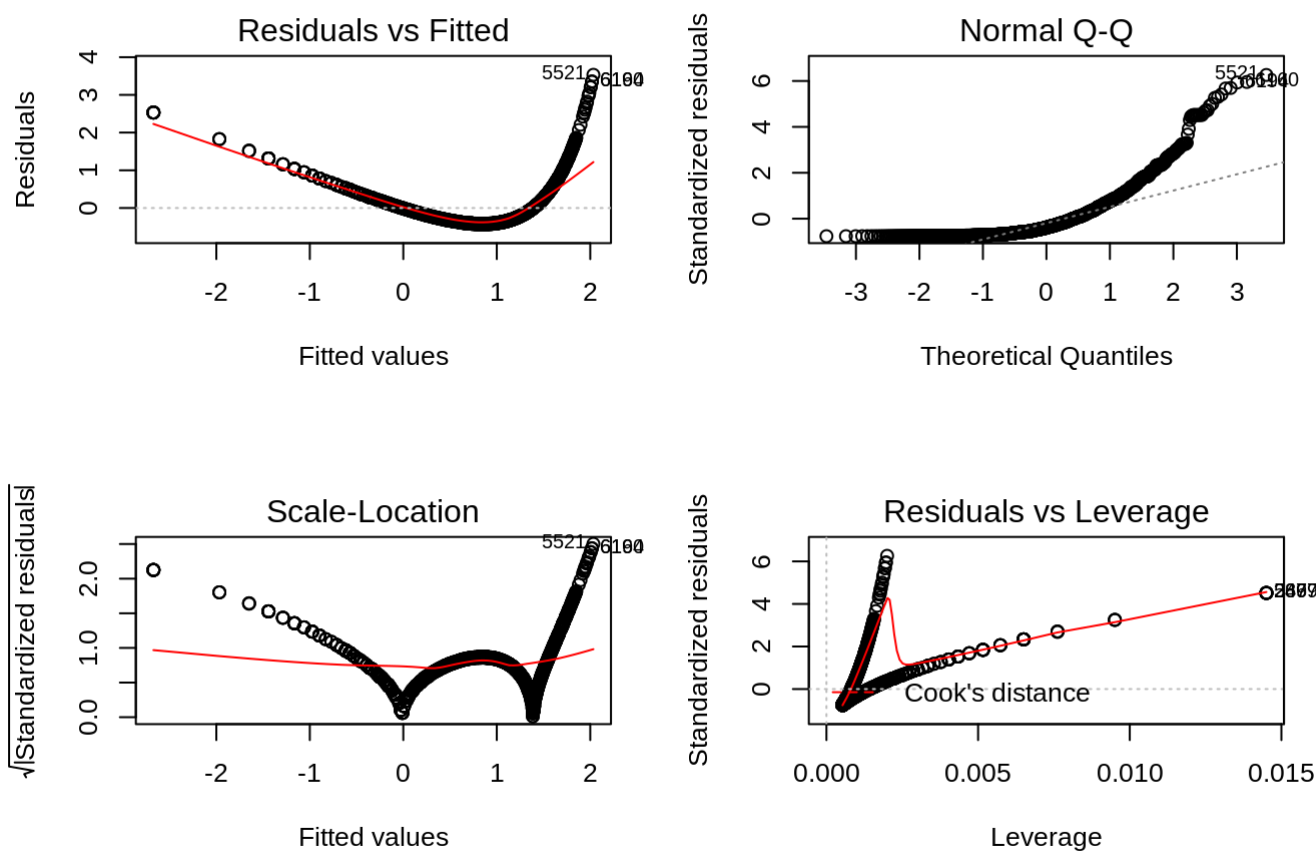 Residuals vs Fitted
Residuals
4
3
2
1
0
5521
-2 -1 0 1 2
Fitted values
Normal Q-Q
Standardized residuals
6
4
2
0
5521
-3 -2 -1 0 1 2 3
Theoretical Quantiles
Scale-Location
√|Standardized residuals|
2.0
1.0
0.0
5521
-2 -1 0 1 2
Fitted values
Residuals vs Leverage
Standardized residuals
6
4
2
0
Cook's distance
0.000 0.005 0.010 0.015
Leverage